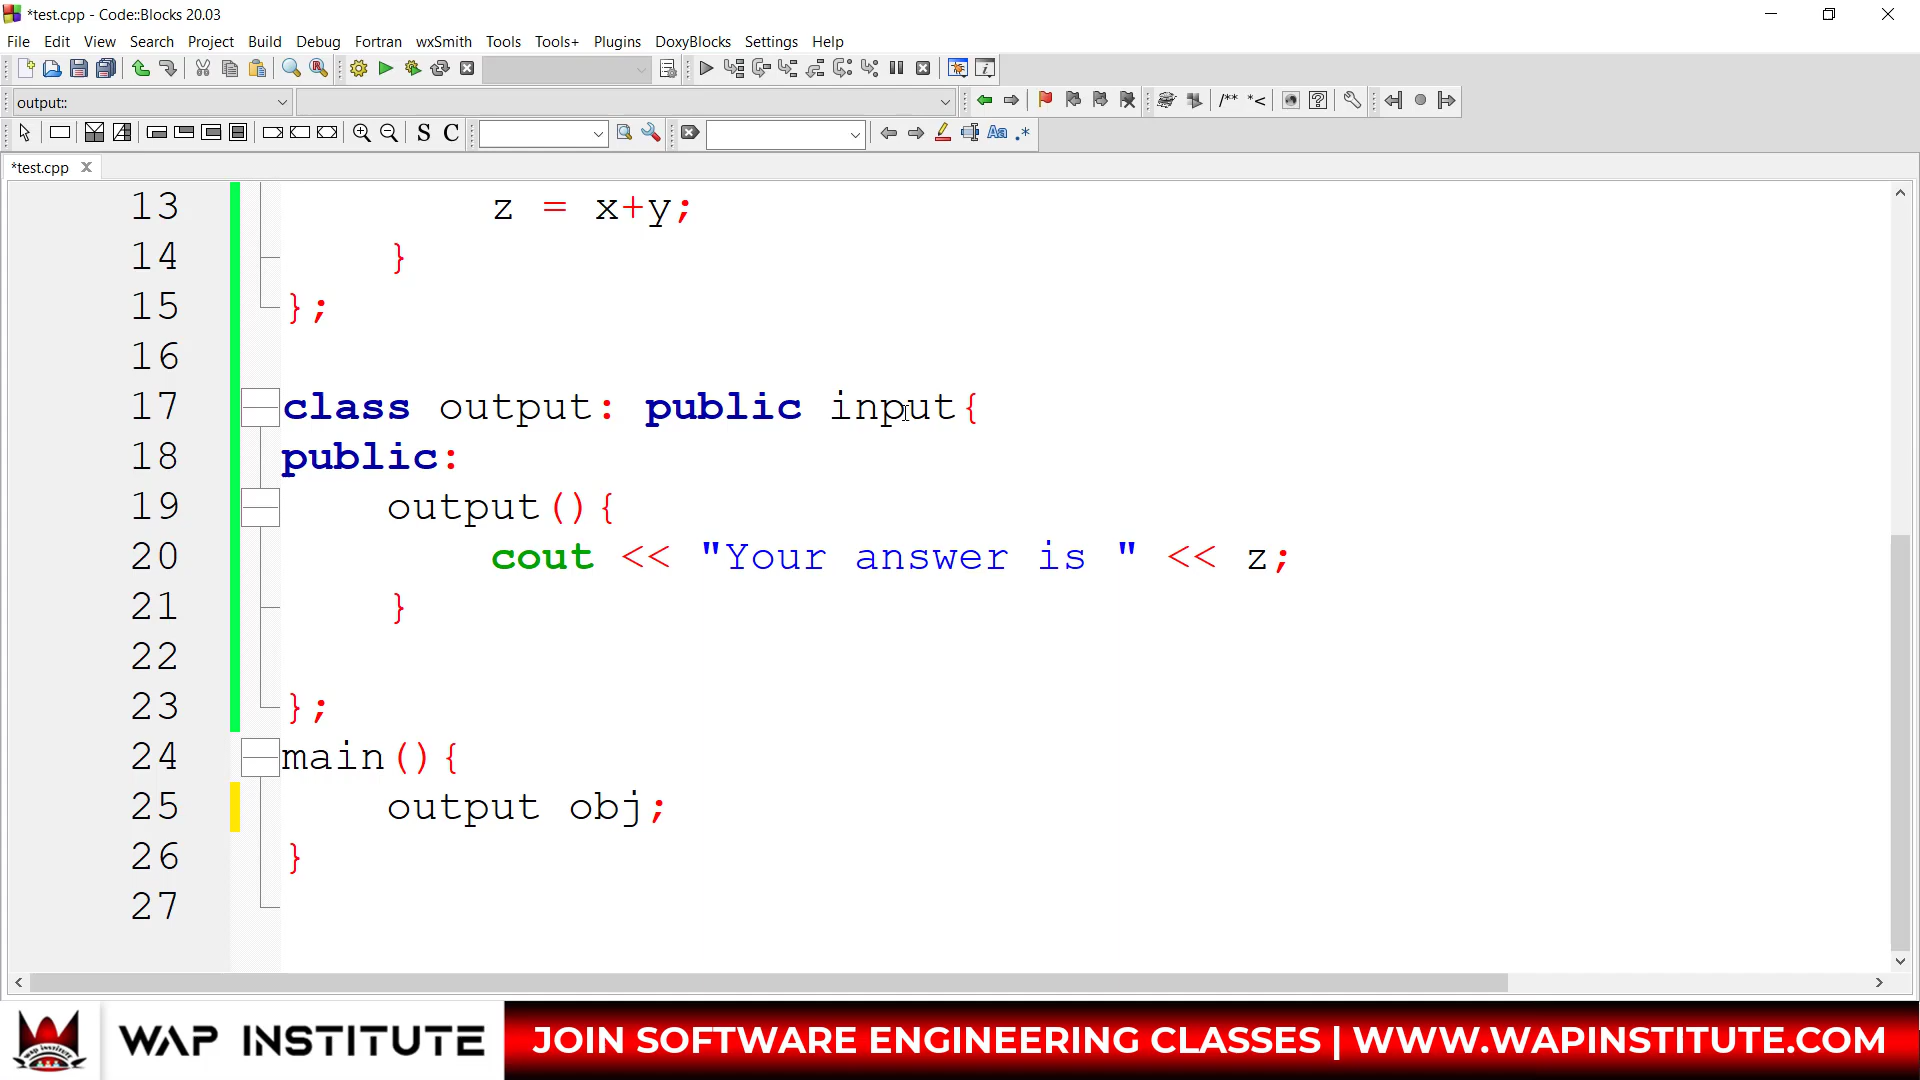 *test.cpp - Code::Blocks 20.03
File Edit View Search Project Build Debug Fortran wxSmith Tools Tools+ Plugins DoxyBlocks Settings Help
output::
/** *<
S C
Aa .*
*test.cpp
13 z = x+y;
14 }
15 };
16
17 class output: public input{
18 public:
19 output(){
20 cout << "Your answer is " << z;
21 }
22
23 };
24 main(){
25 output obj;
26 }
27
WAP INSTITUTE
JOIN SOFTWARE ENGINEERING CLASSES | WWW.WAPINSTITUTE.COM